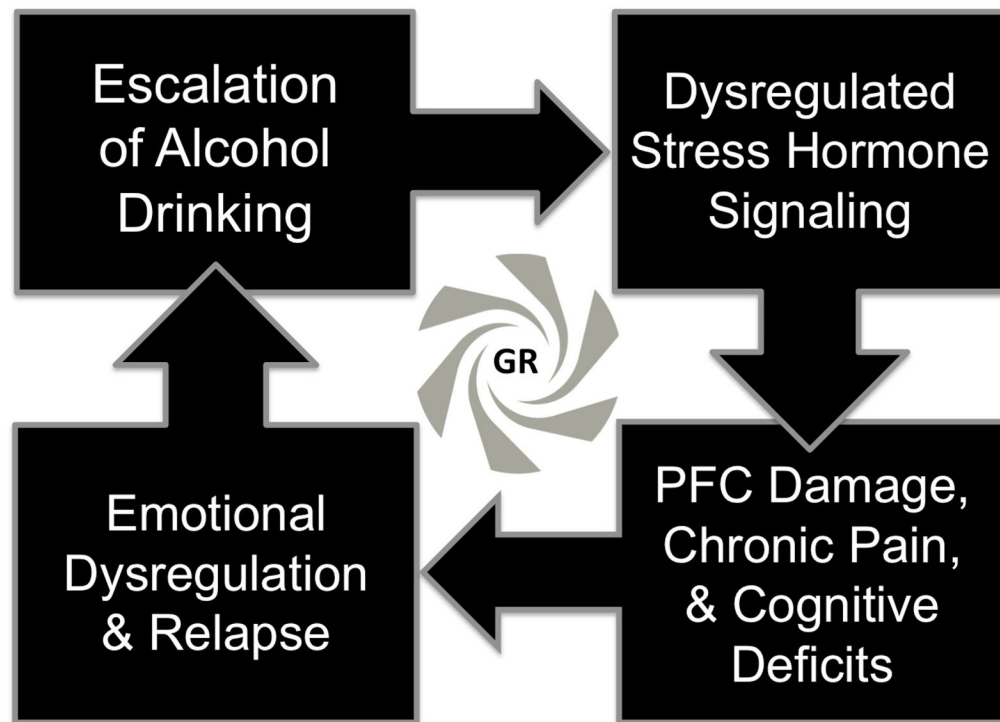 Escalation
of Alcohol
Drinking
Dysregulated
Stress Hormone
Signaling
GR
Emotional
Dysregulation
& Relapse
PFC Damage,
Chronic Pain,
& Cognitive
Deficits